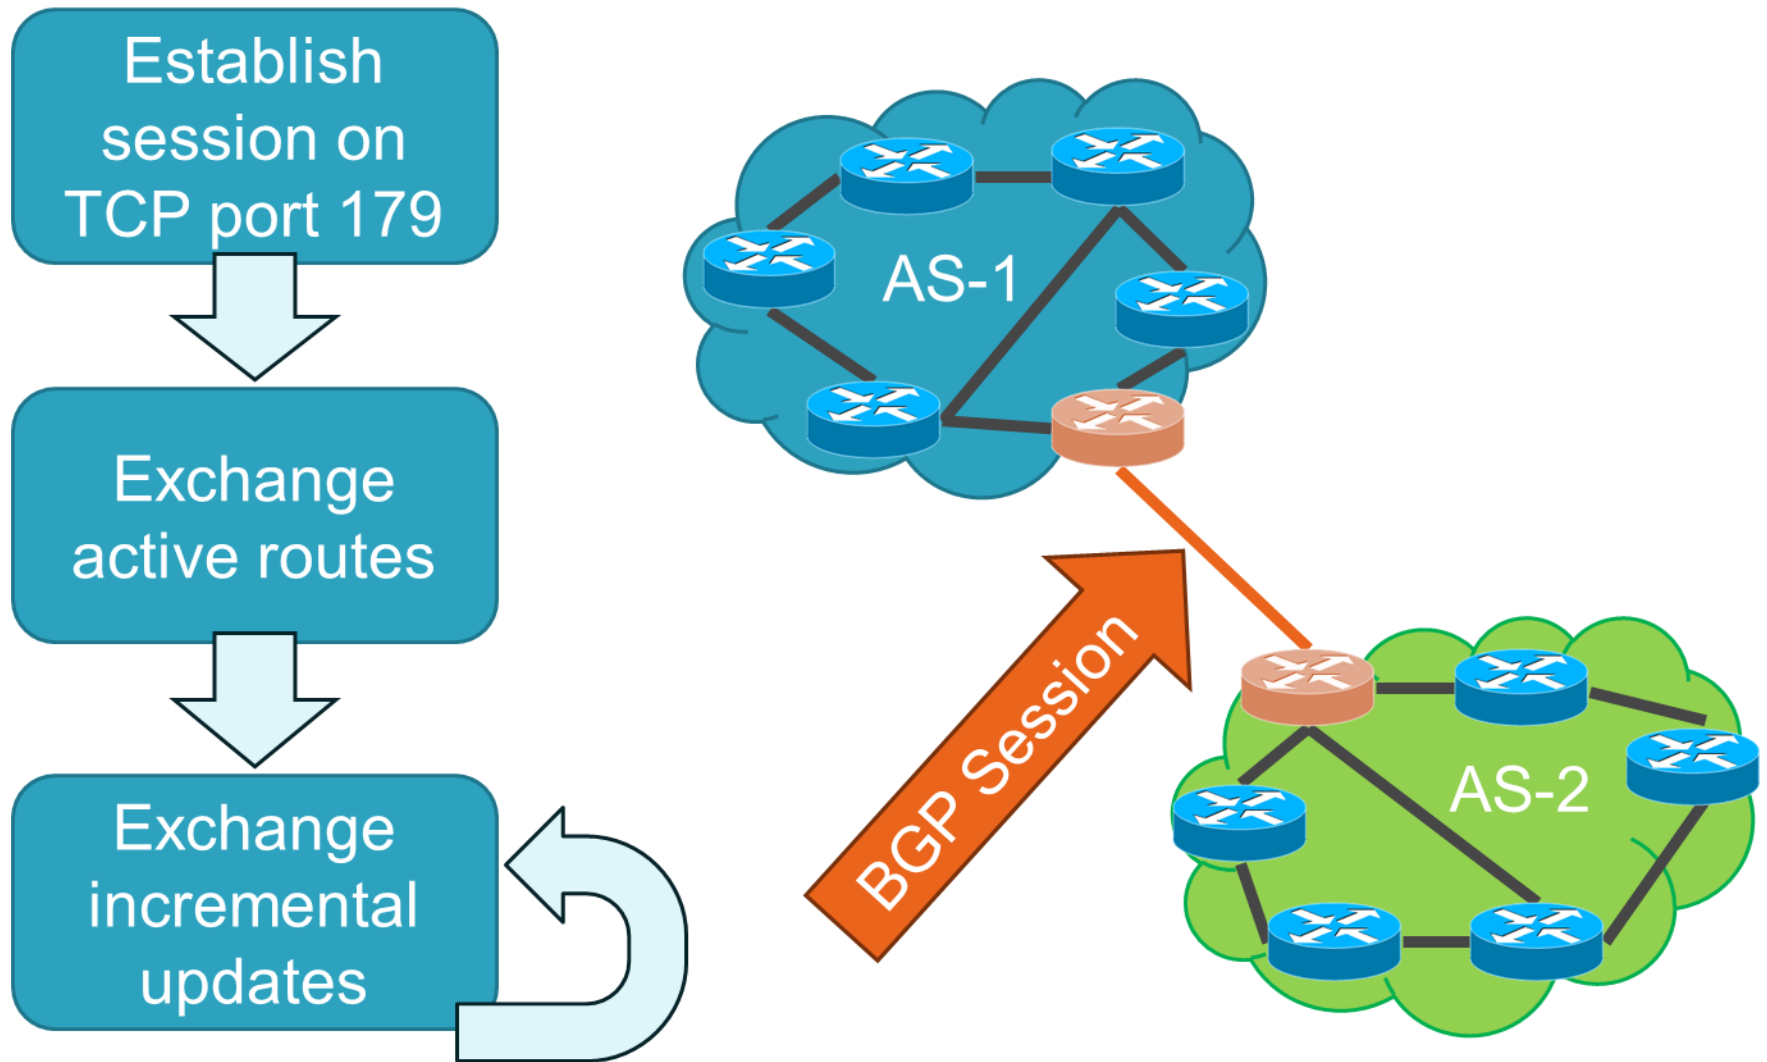 Establish
session on
TCP port 179
Exchange
active routes
Exchange
incremental
updates
AS-1
BGP Session
AS-2